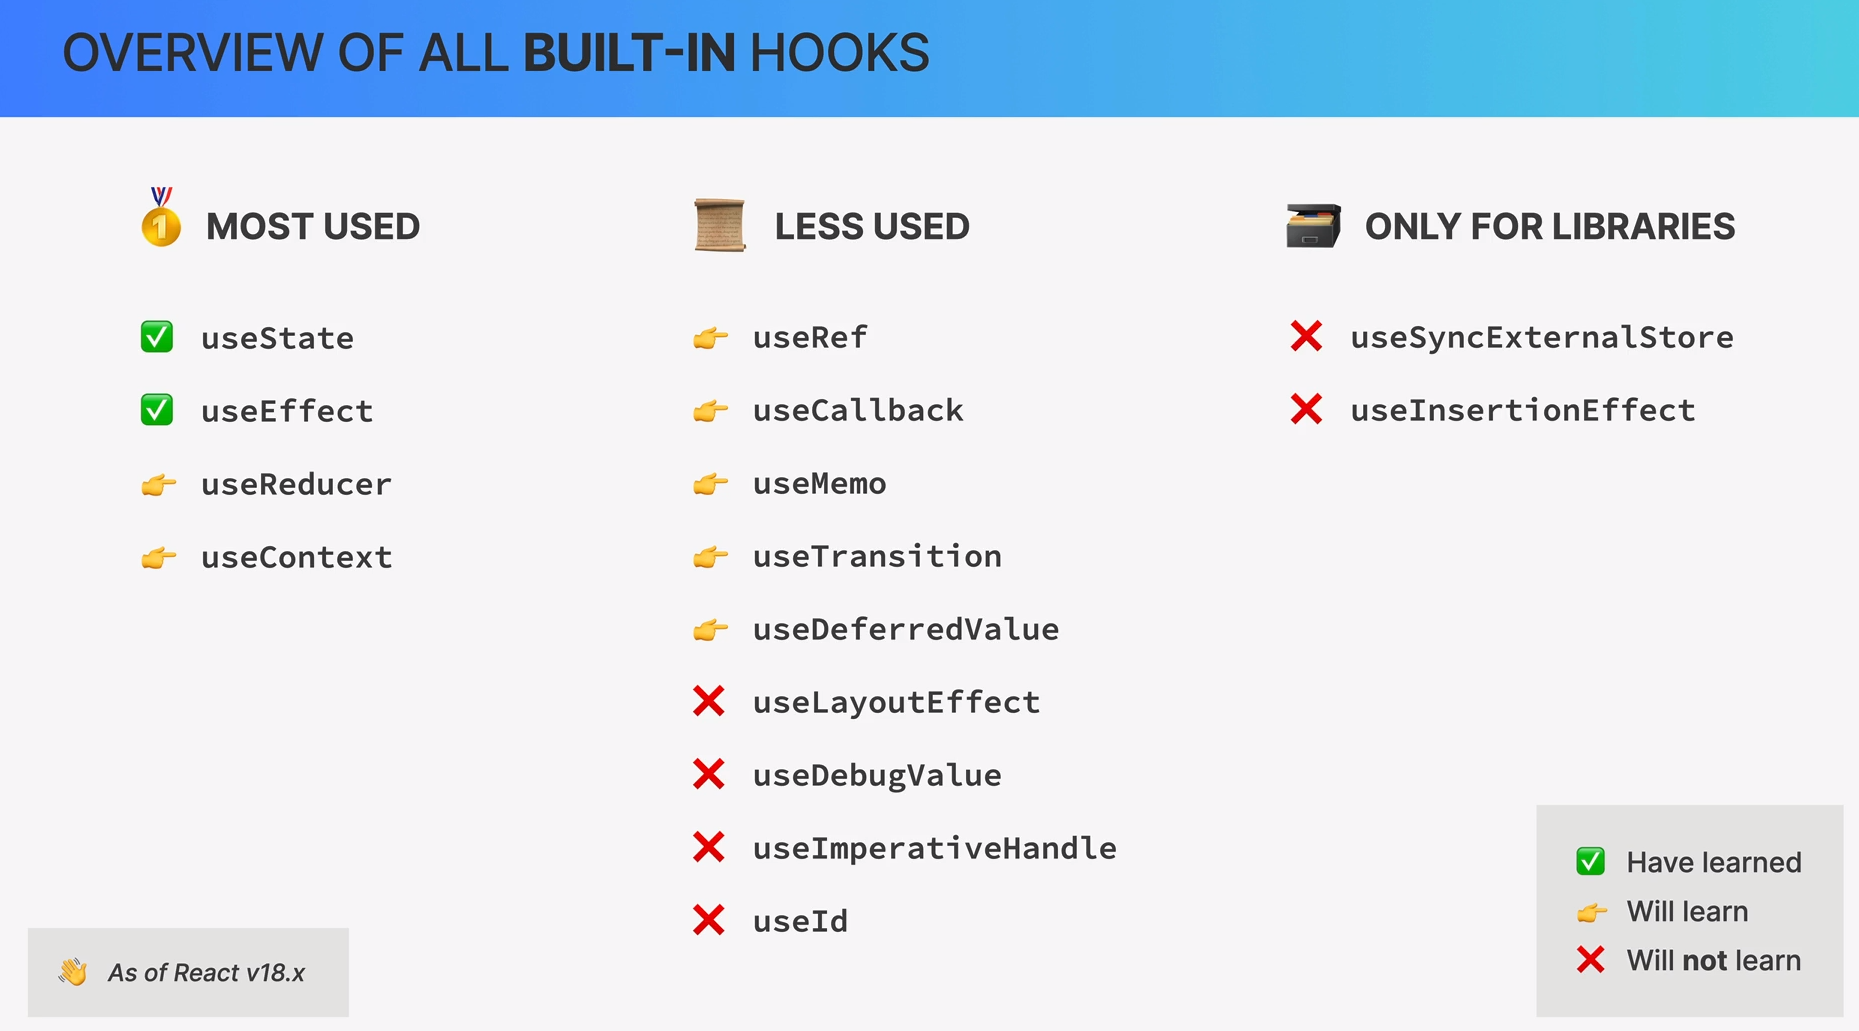 OVERVIEW OF ALL BUILT-IN HOOKS
MOST USED
useState
useEffect
useReducer
useContext
LESS USED
useRef
useCallback
useMemo
useTransition
useDeferredValue
useLayoutEffect
useDebugValue
useImperativeHandle
useId
ONLY FOR LIBRARIES
useSyncExternalStore
useInsertionEffect
As of React v18.x
Have learned
Will learn
Will not learn